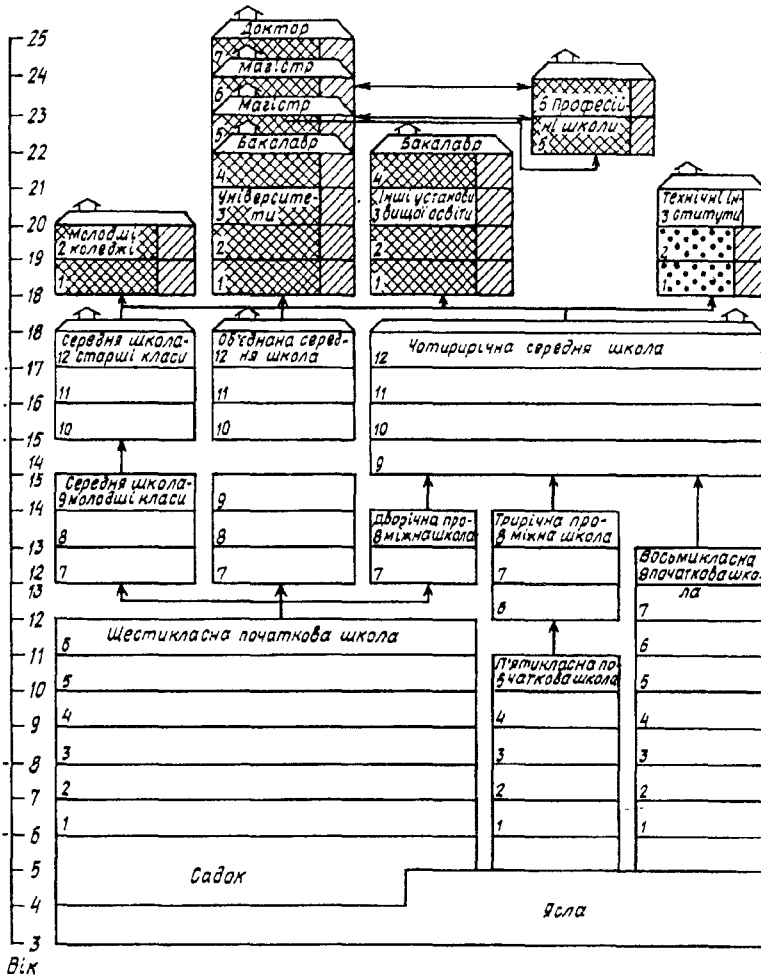 25
24
23
22
21
20
19
18
18
17
16
15
14
15
14
13
12
13
12
11
10
9
8
7
6
5
4
3
Вік
Доктор
7
Магістр
6
Магістр
5
Бакалавр
4
Університе-
3 ти
2
1
Бакалавр
4
Інші установи
3 вищої освіти
2
1
6 Професій-
ні школи
5
Молодші
2 коледжі
1
Технічні ін-
3 ститути
2
1
Середня школа-
12 старші класи
11
10
Об'єднана серед-
12 ня школа
11
10
Чотирирічна середня школа
12
11
10
9
Середня школа-
9 молодші класи
8
7
9
8
7
Дворічна про-
8 міжна школа
7
Трирічна про-
8 міжна школа
7
6
Восьмикласна
8 початкова шко-
ла
7
6
5
4
3
2
1
Шестикласна початкова школа
6
5
4
3
2
1
П'ятикласна по-
5 чаткова школа
4
3
2
1
Садок
Ясла